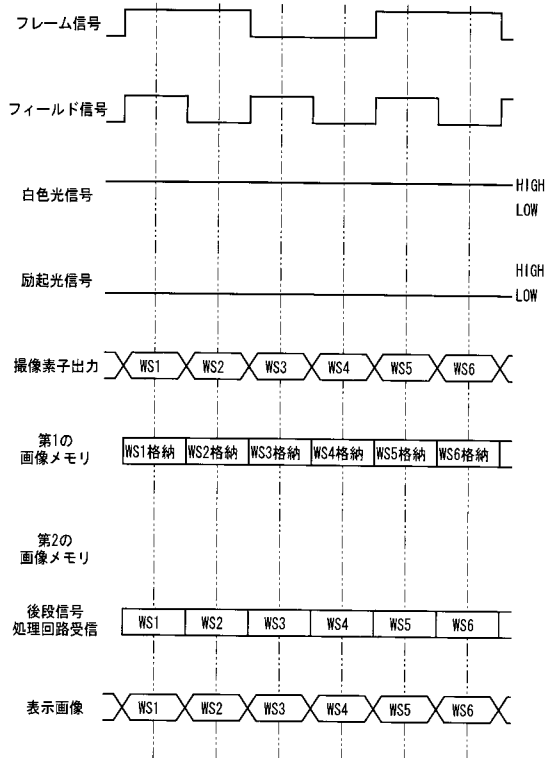 フレーム信号
フィールド信号
白色光信号
HIGH
LOW
励起光信号
HIGH
LOW
撮像素子出力
WS1 WS2 WS3 WS4 WS5 WS6
第1の
画像メモリ
WS1格納 WS2格納 WS3格納 WS4格納 WS5格納 WS6格納
第2の
画像メモリ
後段信号
処理回路受信
WS1 WS2 WS3 WS4 WS5 WS6
表示画像
WS1 WS2 WS3 WS4 WS5 WS6